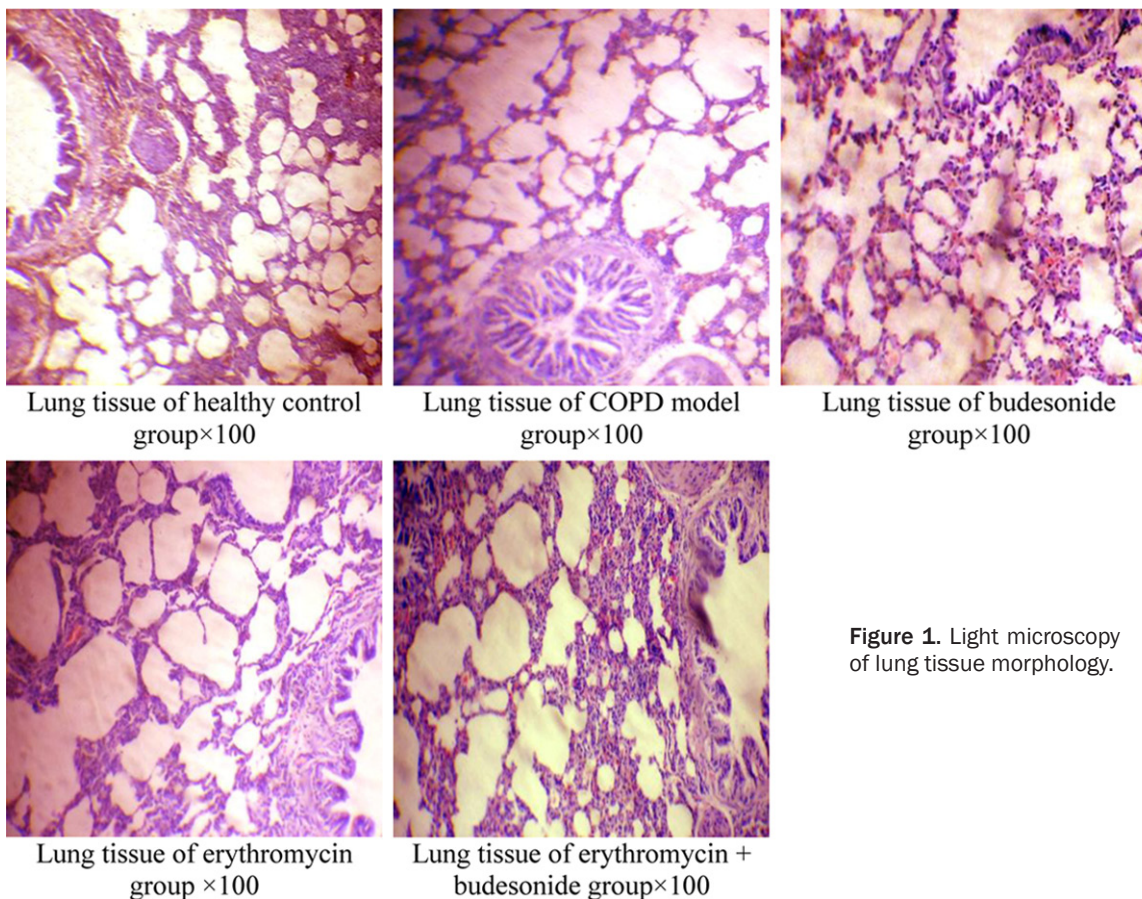 Lung tissue of healthy control
group×100
Lung tissue of COPD model
group×100
Lung tissue of budesonide
group×100
Lung tissue of erythromycin
group ×100
Lung tissue of erythromycin +
budesonide group×100
Figure 1. Light microscopy
of lung tissue morphology.